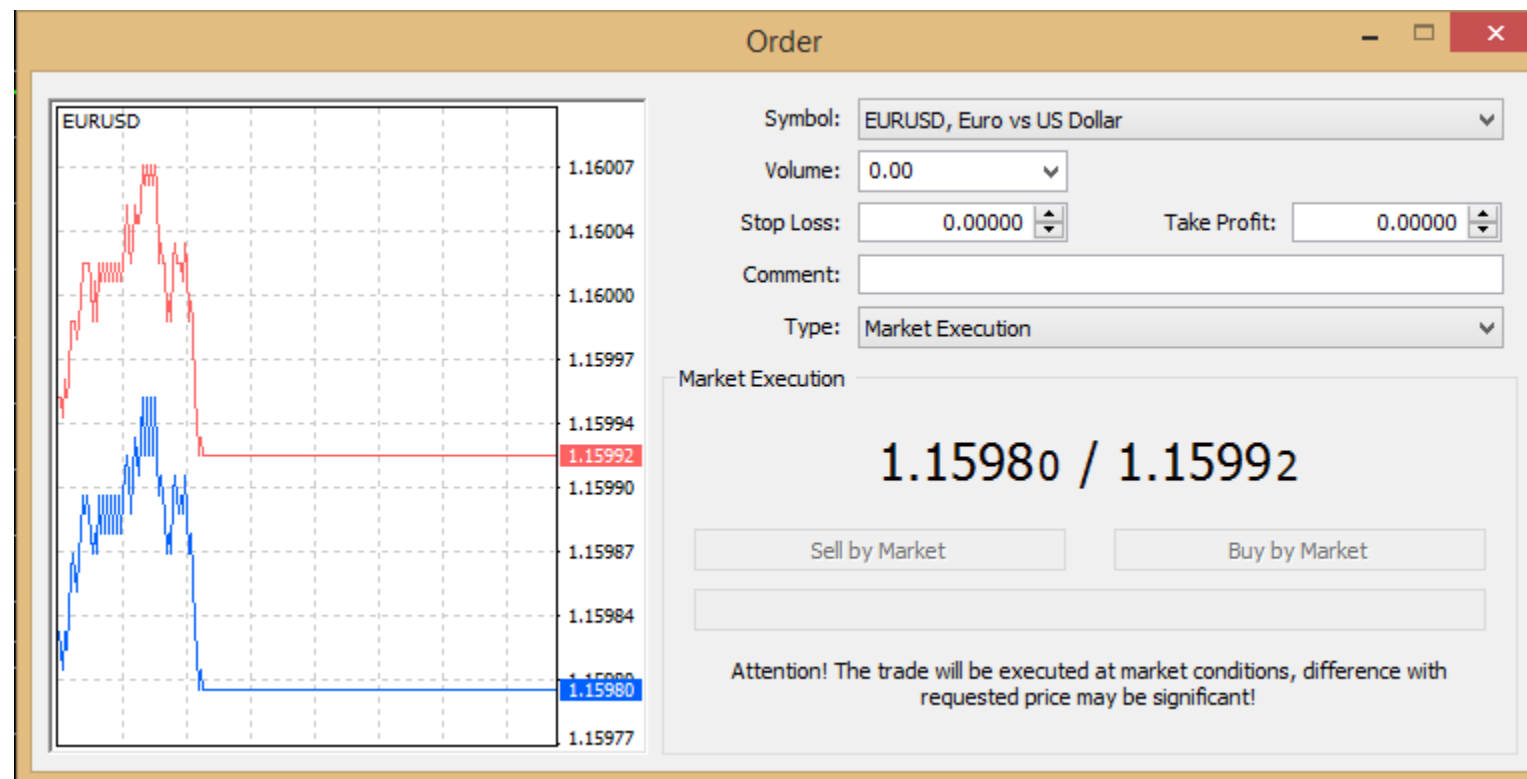 Order
EURUSD
1.16007
1.16004
1.16000
1.15997
1.15994
1.15992
1.15990
1.15987
1.15984
1.15980
1.15977
Symbol: EURUSD, Euro vs US Dollar
Volume: 0.00
Stop Loss: 0.00000 Take Profit: 0.00000
Comment:
Type: Market Execution
Market Execution
1.15980 / 1.15992
Sell by Market Buy by Market
Attention! The trade will be executed at market conditions, difference with
requested price may be significant!